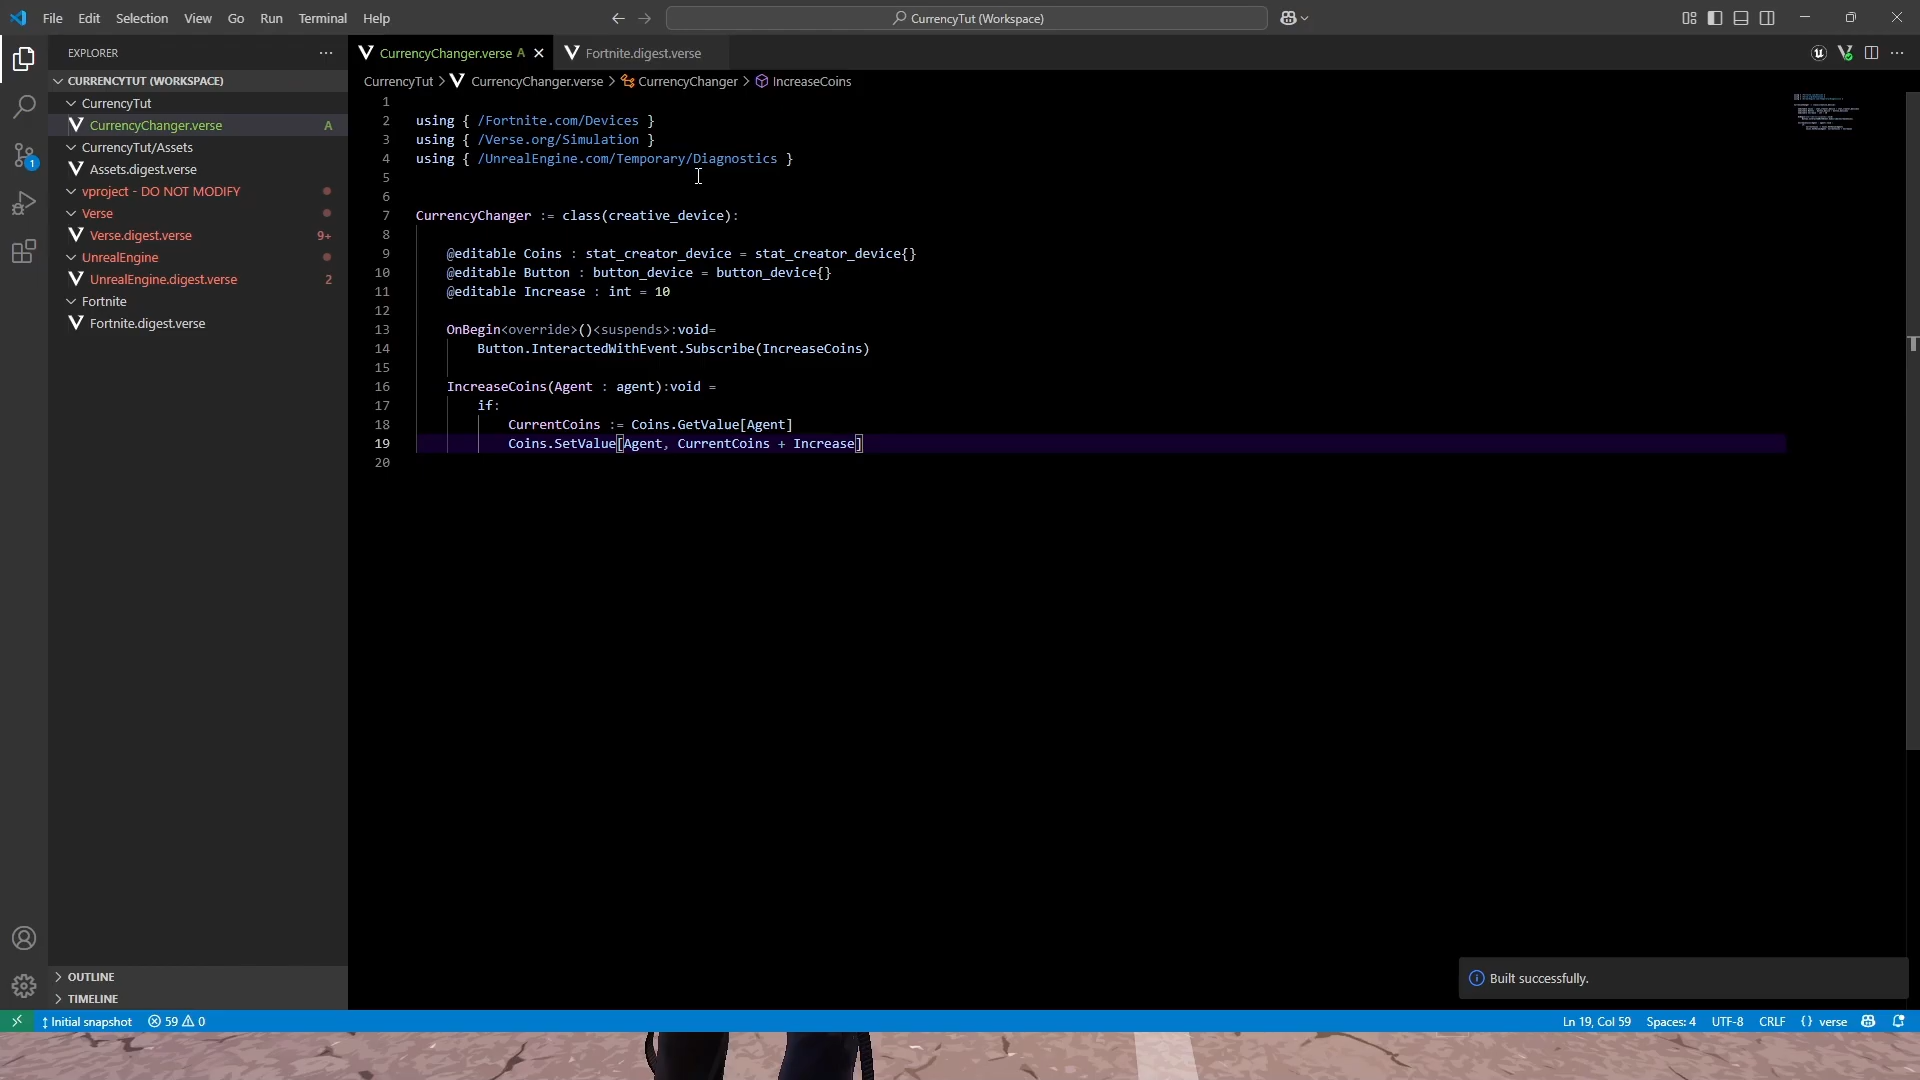 File Edit Selection View Go Run Terminal Help
CurrencyTut (Workspace)
EXPLORER
CURRENCYTUT (WORKSPACE)
CurrencyTut
CurrencyChanger.verse A
CurrencyTut/Assets
Assets.digest.verse
vproject - DO NOT MODIFY
Verse
Verse.digest.verse 9+
UnrealEngine
UnrealEngine.digest.verse 2
Fortnite
Fortnite.digest.verse
1
OUTLINE
TIMELINE
CurrencyChanger.verse A
Fortnite.digest.verse
CurrencyTut > CurrencyChanger.verse > CurrencyChanger > IncreaseCoins
1
2 using { /Fortnite.com/Devices }
3 using { /Verse.org/Simulation }
4 using { /UnrealEngine.com/Temporary/Diagnostics }
5
6
7 CurrencyChanger := class(creative_device):
8
9 @editable Coins : stat_creator_device = stat_creator_device{}
10 @editable Button : button_device = button_device{}
11 @editable Increase : int = 10
12
13 OnBegin<override>()<suspends>:void=
14 Button.InteractedWithEvent.Subscribe(IncreaseCoins)
15
16 IncreaseCoins(Agent : agent):void =
17 if:
18 CurrentCoins := Coins.GetValue[Agent]
19 Coins.SetValue[Agent, CurrentCoins + Increase]
20
Built successfully.
Initial snapshot 59 0
Ln 19, Col 59 Spaces: 4 UTF-8 CRLF {} verse